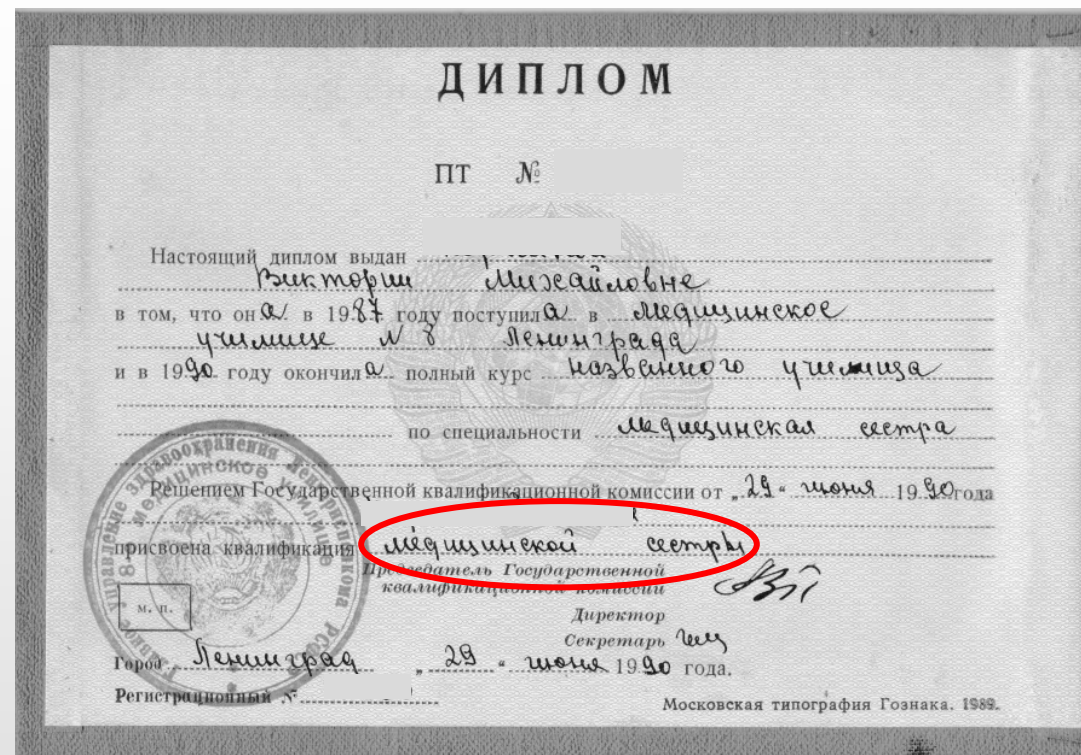 ДИПЛОМ
ПТ №
Настоящий диплом выдан
Виктории Михайловне
в том, что она в 1987 году поступила в Медицинское
училище N 8 Ленинграда
и в 1990 году окончила полный курс названного училища
по специальности медицинская сестра
Решением Государственной квалификационной комиссии от „29“ июня 1990 года
присвоена квалификация медицинской сестры
Председатель Государственной
квалификационной комиссии
Директор
Секретарь
м. п.
Город Ленинград „29“ июня 1990 года.
Регистрационный №
Московская типография Гознака. 1989.